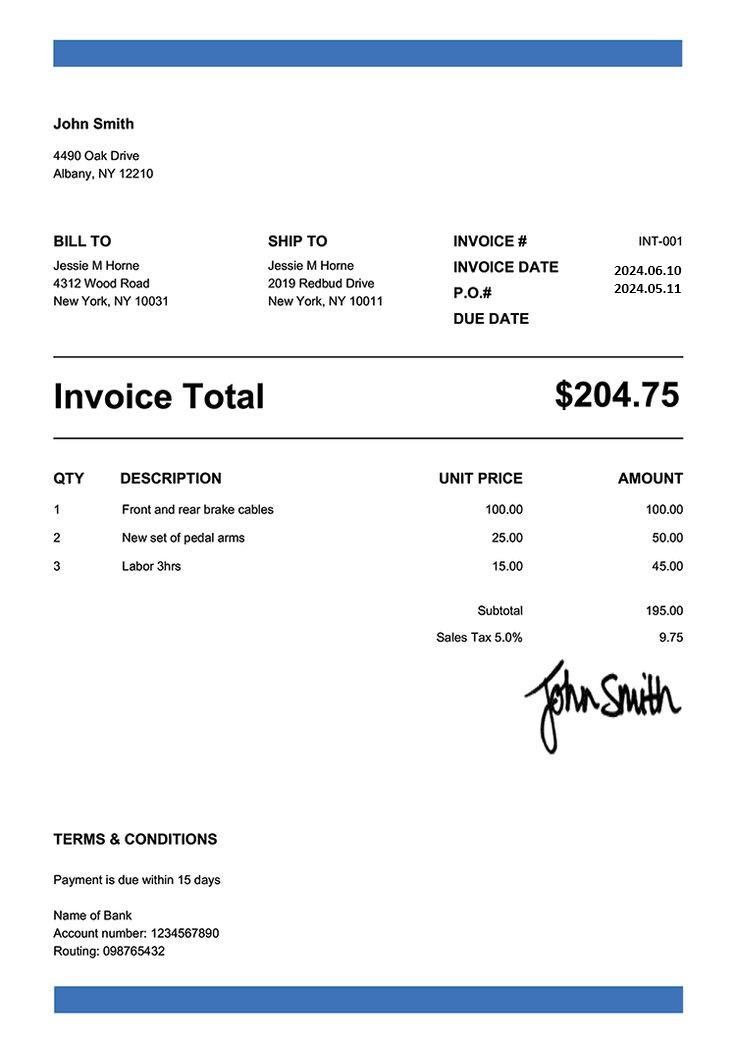 John Smith
4490 Oak Drive
Albany, NY 12210
BILL TO
Jessie M Horne
4312 Wood Road
New York, NY 10031
SHIP TO
Jessie M Horne
2019 Redbud Drive
New York, NY 10011
INVOICE # INT-001
INVOICE DATE 2024.06.10
P.O.# 2024.05.11
DUE DATE
Invoice Total $204.75
QTY DESCRIPTION UNIT PRICE AMOUNT
1 Front and rear brake cables 100.00 100.00
2 New set of pedal arms 25.00 50.00
3 Labor 3hrs 15.00 45.00
Subtotal 195.00
Sales Tax 5.0% 9.75
John Smith
TERMS & CONDITIONS
Payment is due within 15 days
Name of Bank
Account number: 1234567890
Routing: 098765432